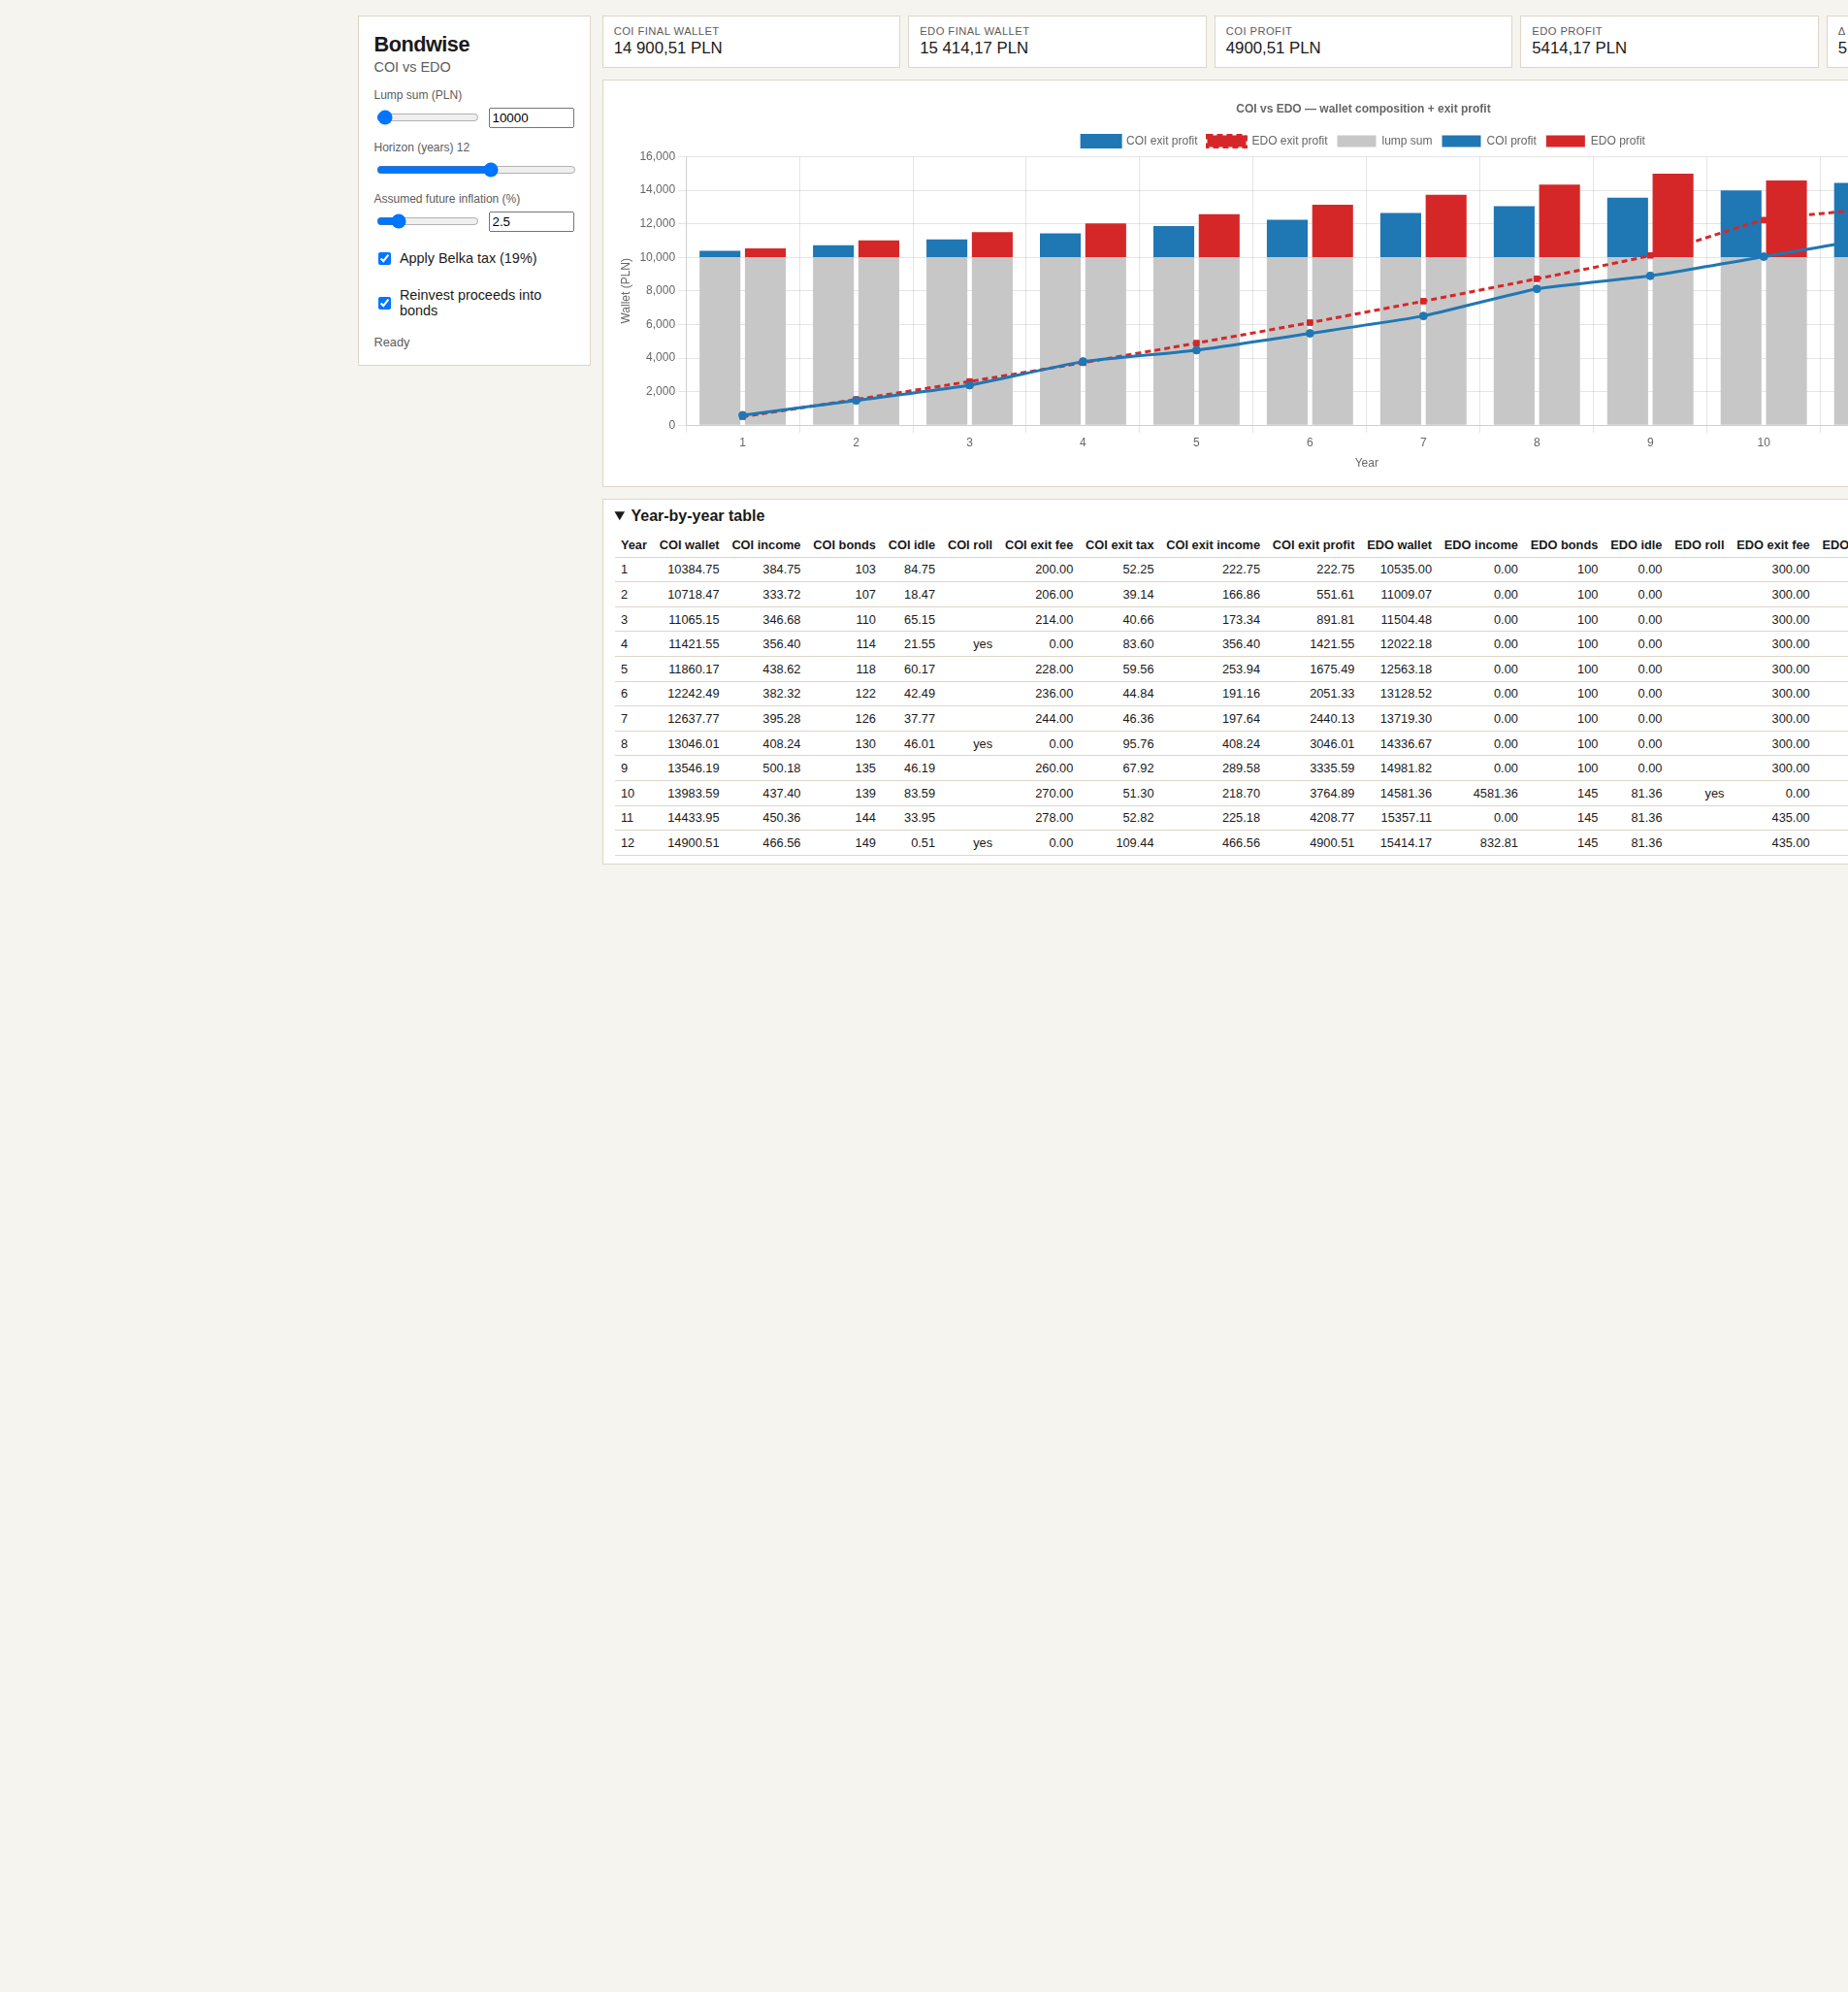 Bondwise
COI vs EDO
Lump sum (PLN)
10000
Horizon (years) 12
Assumed future inflation (%)
2.5
Apply Belka tax (19%)
Reinvest proceeds into
bonds
Ready
COI FINAL WALLET
14 900,51 PLN
EDO FINAL WALLET
15 414,17 PLN
COI PROFIT
4900,51 PLN
EDO PROFIT
5414,17 PLN
Δ
5
COI vs EDO — wallet composition + exit profit
COI exit profit EDO exit profit lump sum COI profit EDO profit
Wallet (PLN)
16,000
14,000
12,000
10,000
8,000
6,000
4,000
2,000
0
1 2 3 4 5 6 7 8 9 10
Year
Year-by-year table
Year COI wallet COI income COI bonds COI idle COI roll COI exit fee COI exit tax COI exit income COI exit profit EDO wallet EDO income EDO bonds EDO idle EDO roll EDO exit fee EDO
1 10384.75 384.75 103 84.75 200.00 52.25 222.75 222.75 10535.00 0.00 100 0.00 300.00
2 10718.47 333.72 107 18.47 206.00 39.14 166.86 551.61 11009.07 0.00 100 0.00 300.00
3 11065.15 346.68 110 65.15 214.00 40.66 173.34 891.81 11504.48 0.00 100 0.00 300.00
4 11421.55 356.40 114 21.55 yes 0.00 83.60 356.40 1421.55 12022.18 0.00 100 0.00 300.00
5 11860.17 438.62 118 60.17 228.00 59.56 253.94 1675.49 12563.18 0.00 100 0.00 300.00
6 12242.49 382.32 122 42.49 236.00 44.84 191.16 2051.33 13128.52 0.00 100 0.00 300.00
7 12637.77 395.28 126 37.77 244.00 46.36 197.64 2440.13 13719.30 0.00 100 0.00 300.00
8 13046.01 408.24 130 46.01 yes 0.00 95.76 408.24 3046.01 14336.67 0.00 100 0.00 300.00
9 13546.19 500.18 135 46.19 260.00 67.92 289.58 3335.59 14981.82 0.00 100 0.00 300.00
10 13983.59 437.40 139 83.59 270.00 51.30 218.70 3764.89 14581.36 4581.36 145 81.36 yes 0.00
11 14433.95 450.36 144 33.95 278.00 52.82 225.18 4208.77 15357.11 0.00 145 81.36 435.00
12 14900.51 466.56 149 0.51 yes 0.00 109.44 466.56 4900.51 15414.17 832.81 145 81.36 435.00